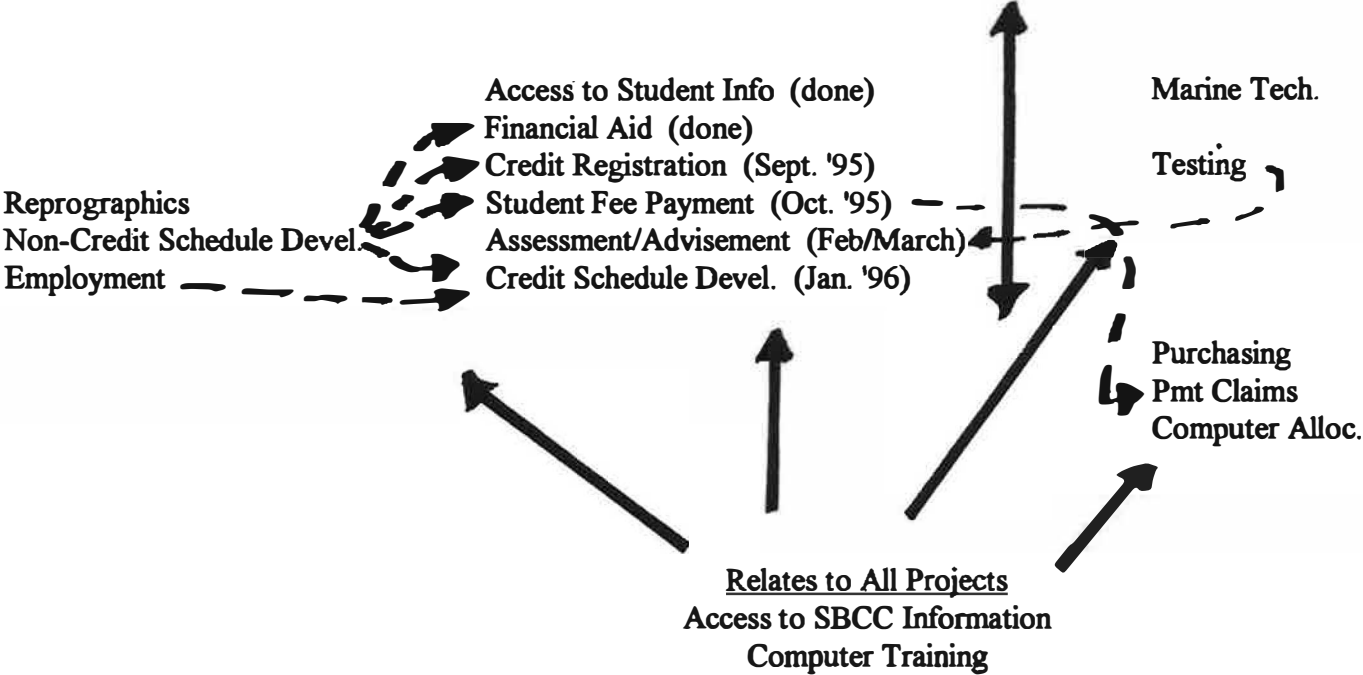 Access to Student Info (done)
Financial Aid (done)
Credit Registration (Sept. '95)
Student Fee Payment (Oct. '95)
Assessment/Advisement (Feb/March)
Credit Schedule Devel. (Jan. '96)
Reprographics
Non-Credit Schedule Devel.
Employment
Marine Tech.
Testing
Purchasing
Pmt Claims
Computer Alloc.
Relates to All Projects
Access to SBCC Information
Computer Training